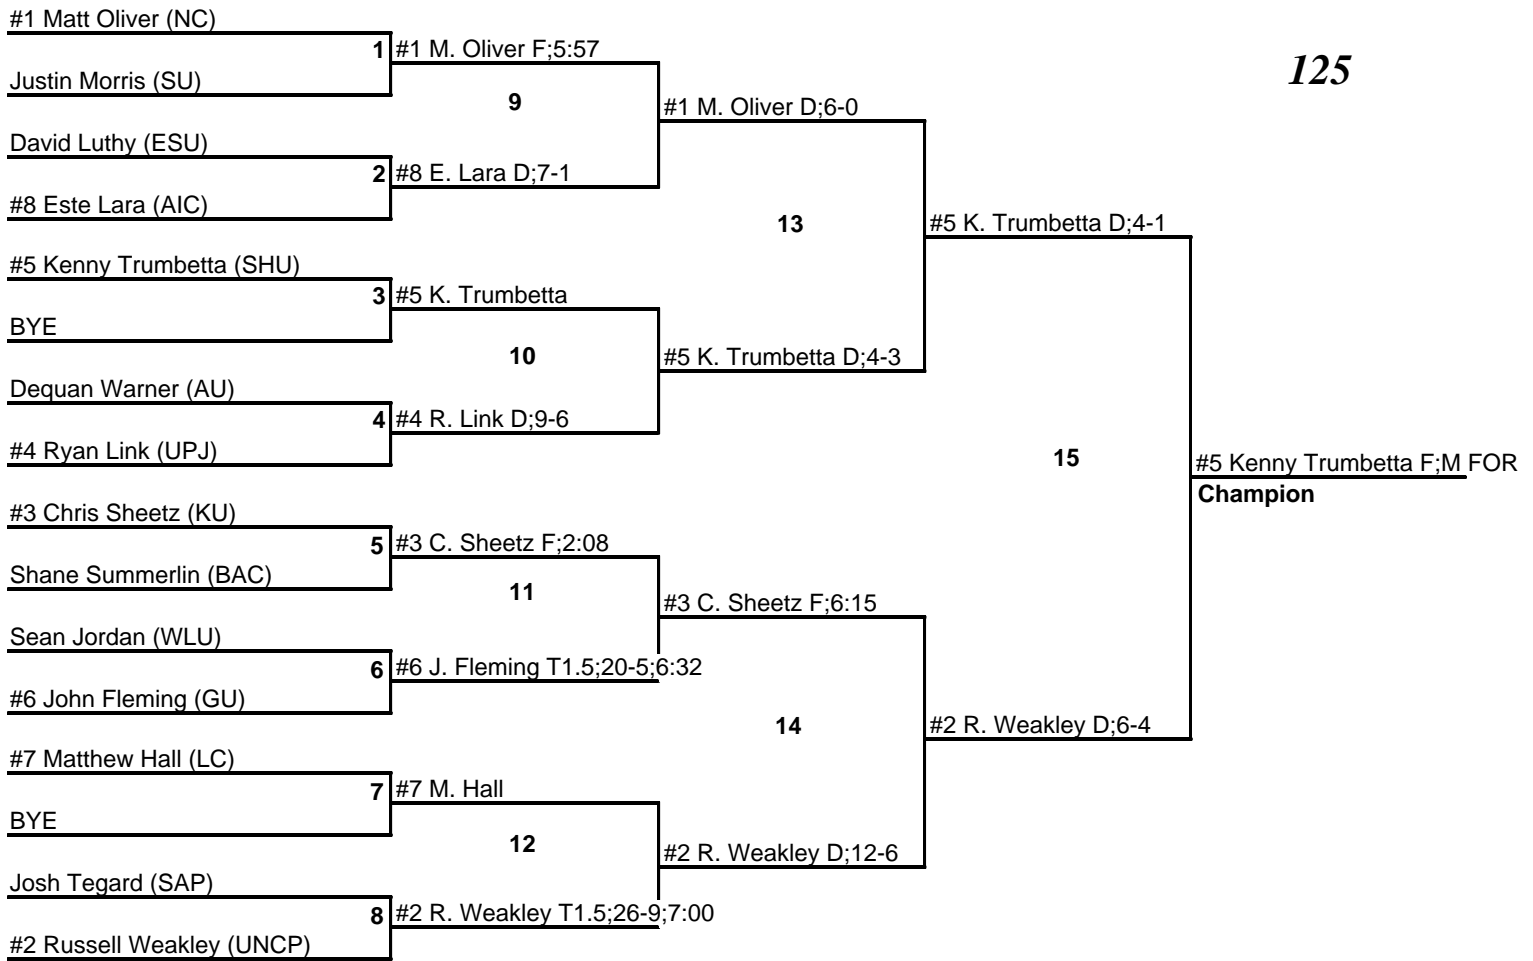 #1 Matt Oliver (NC)
1
#1 M. Oliver F;5:57
125
Justin Morris (SU)
9
#1 M. Oliver D;6-0
David Luthy (ESU)
2
#8 E. Lara D;7-1
#8 Este Lara (AIC)
13
#5 K. Trumbetta D;4-1
#5 Kenny Trumbetta (SHU)
3
#5 K. Trumbetta
BYE
10
#5 K. Trumbetta D;4-3
Dequan Warner (AU)
4
#4 R. Link D;9-6
#4 Ryan Link (UPJ)
15
#5 Kenny Trumbetta F;M FOR
Champion
#3 Chris Sheetz (KU)
5
#3 C. Sheetz F;2:08
Shane Summerlin (BAC)
11
#3 C. Sheetz F;6:15
Sean Jordan (WLU)
6
#6 J. Fleming T1.5;20-5;6:32
#6 John Fleming (GU)
14
#2 R. Weakley D;6-4
#7 Matthew Hall (LC)
7
#7 M. Hall
BYE
12
#2 R. Weakley D;12-6
Josh Tegard (SAP)
8
#2 R. Weakley T1.5;26-9;7:00
#2 Russell Weakley (UNCP)